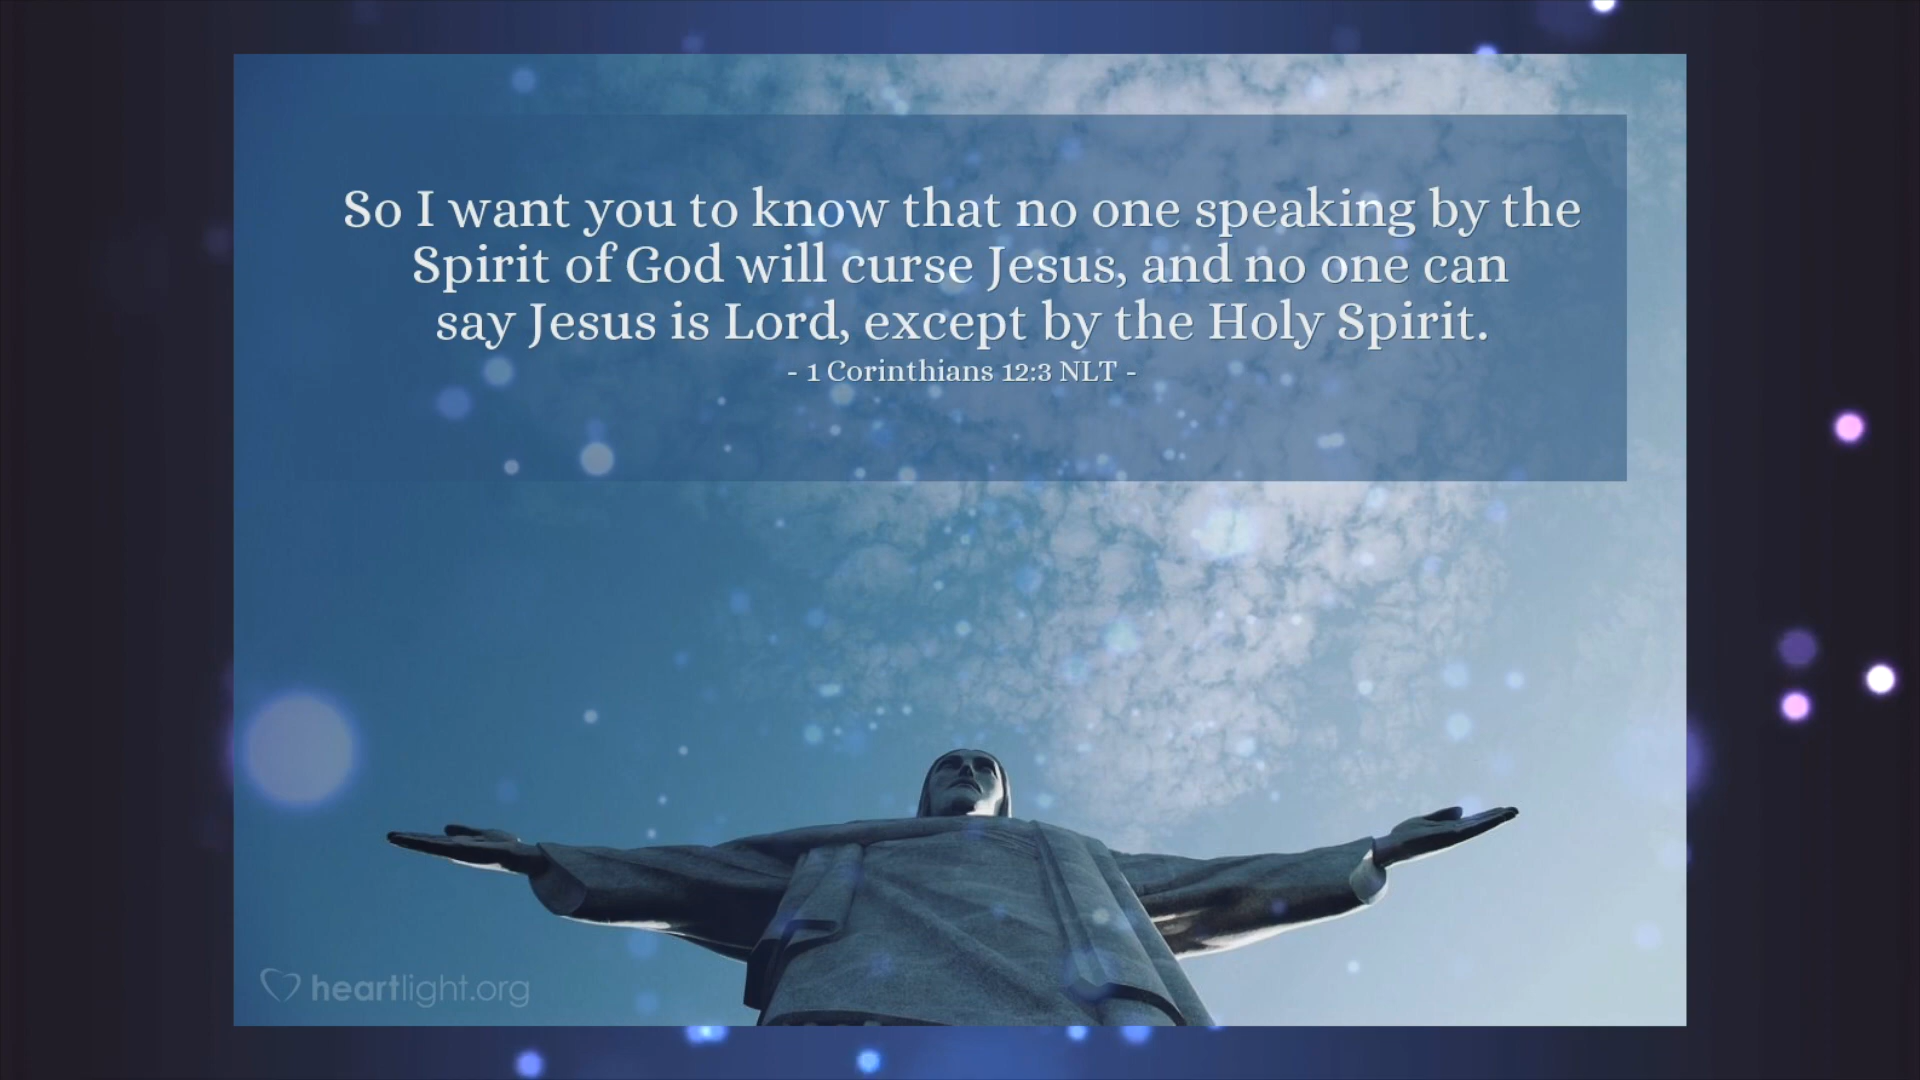 So I want you to know that no one speaking by the
Spirit of God will curse Jesus, and no one can
say Jesus is Lord, except by the Holy Spirit.
- 1 Corinthians 12:3 NLT -
heartlight.org